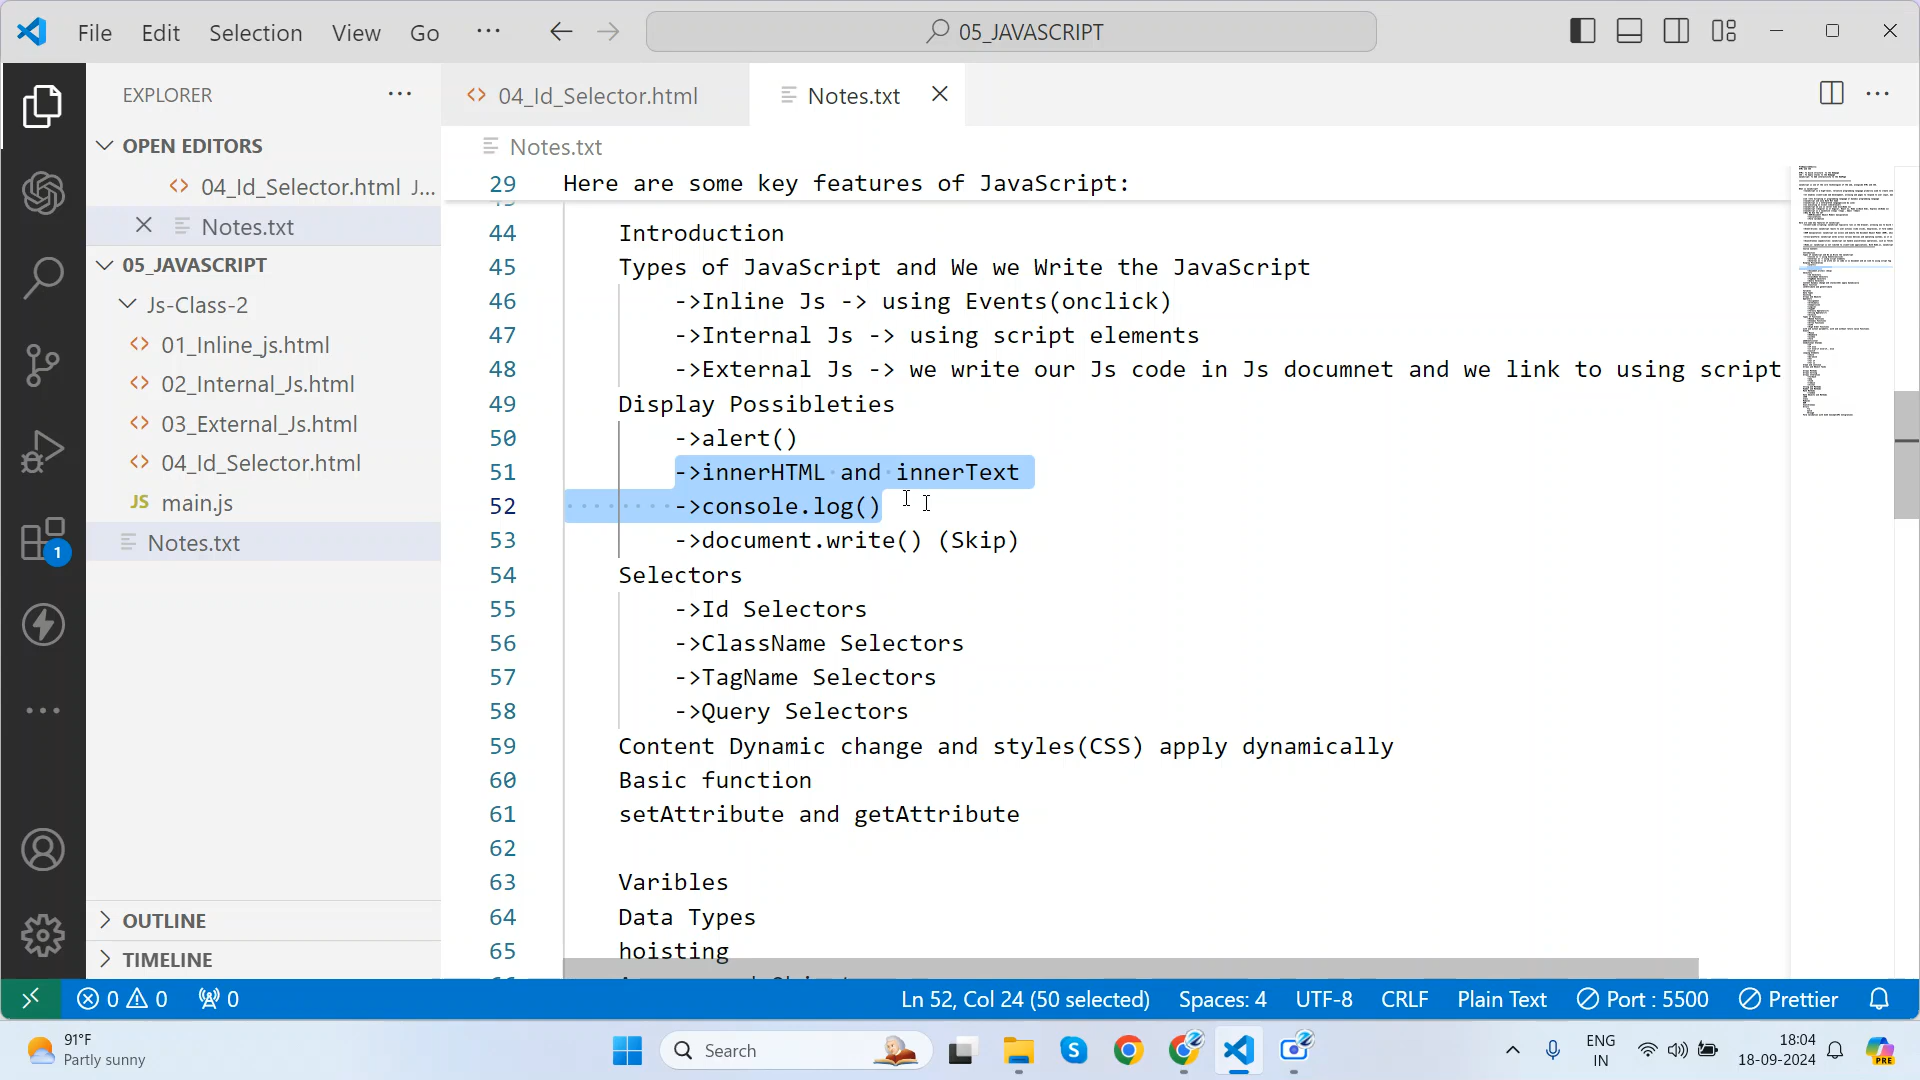 File Edit Selection View Go ··· 05_JAVASCRIPT
EXPLORER ···
OPEN EDITORS
04_Id_Selector.html J...
Notes.txt
05_JAVASCRIPT
Js-Class-2
01_Inline_js.html
02_Internal_Js.html
03_External_Js.html
04_Id_Selector.html
JS main.js
Notes.txt
OUTLINE
TIMELINE
1
04_Id_Selector.html Notes.txt
Notes.txt
29 Here are some key features of JavaScript:
44 Introduction
45 Types of JavaScript and We we Write the JavaScript
46 ->Inline Js -> using Events(onclick)
47 ->Internal Js -> using script elements
48 ->External Js -> we write our Js code in Js documnet and we link to using script
49 Display Possibleties
50 ->alert()
51 ->innerHTML and innerText
52 ->console.log()
53 ->document.write() (Skip)
54 Selectors
55 ->Id Selectors
56 ->ClassName Selectors
57 ->TagName Selectors
58 ->Query Selectors
59 Content Dynamic change and styles(CSS) apply dynamically
60 Basic function
61 setAttribute and getAttribute
62
63 Varibles
64 Data Types
65 hoisting
0 0 0 Ln 52, Col 24 (50 selected) Spaces: 4 UTF-8 CRLF Plain Text Port : 5500 Prettier
91°F
Partly sunny
Search
ENG
IN
18:04
18-09-2024
PRE